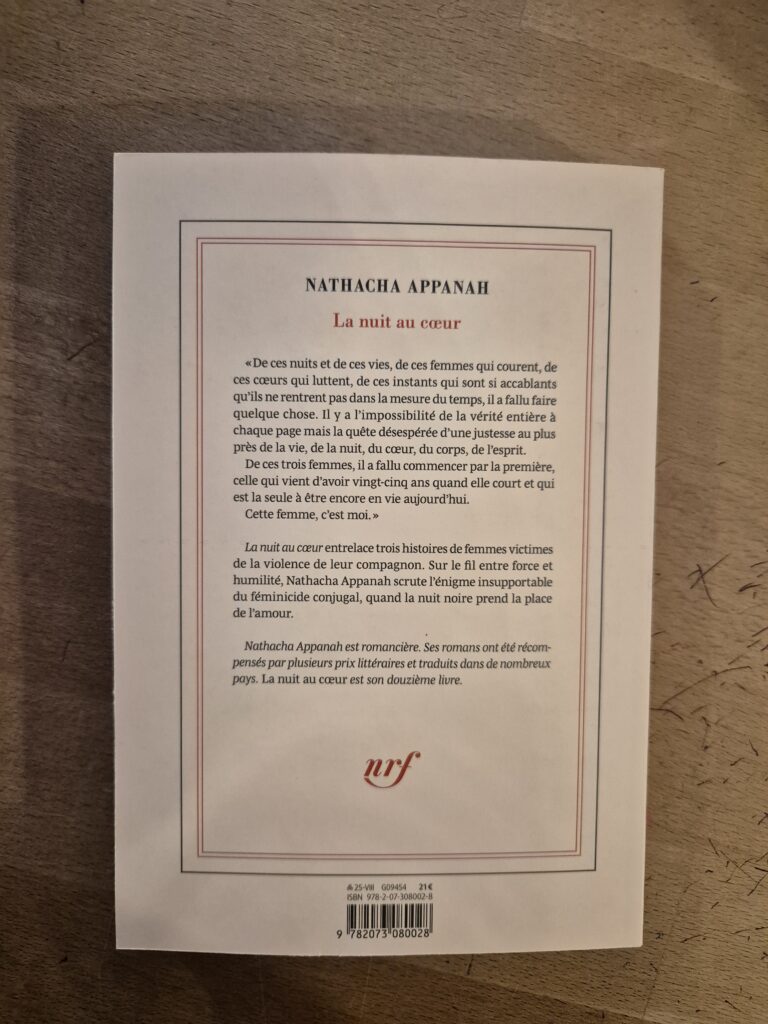 NATHACHA APPANAH
La nuit au cœur
« De ces nuits et de ces vies, de ces femmes qui courent, de
ces cœurs qui luttent, de ces instants qui sont si accablants
qu’ils ne rentrent pas dans la mesure du temps, il a fallu faire
quelque chose. Il y a l’impossibilité de la vérité entière à
chaque page mais la quête désespérée d’une justesse au plus
près de la vie, de la nuit, du cœur, du corps, de l’esprit.
De ces trois femmes, il a fallu commencer par la première,
celle qui vient d’avoir vingt-cinq ans quand elle court et qui
est la seule à être encore en vie aujourd’hui.
Cette femme, c’est moi. »
La nuit au cœur entrelace trois histoires de femmes victimes
de la violence de leur compagnon. Sur le fil entre force et
humilité, Nathacha Appanah scrute l’énigme insupportable
du féminicide conjugal, quand la nuit noire prend la place
de l’amour.
Nathacha Appanah est romancière. Ses romans ont été récom-
pensés par plusieurs prix littéraires et traduits dans de nombreux
pays. La nuit au cœur est son douzième livre.
nrf
25-VIII G09454 21 €
ISBN 978-2-07-308002-8
9 782073 080028